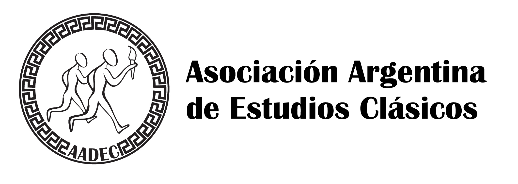 Asociación Argentina
de Estudios Clásicos
AADEC